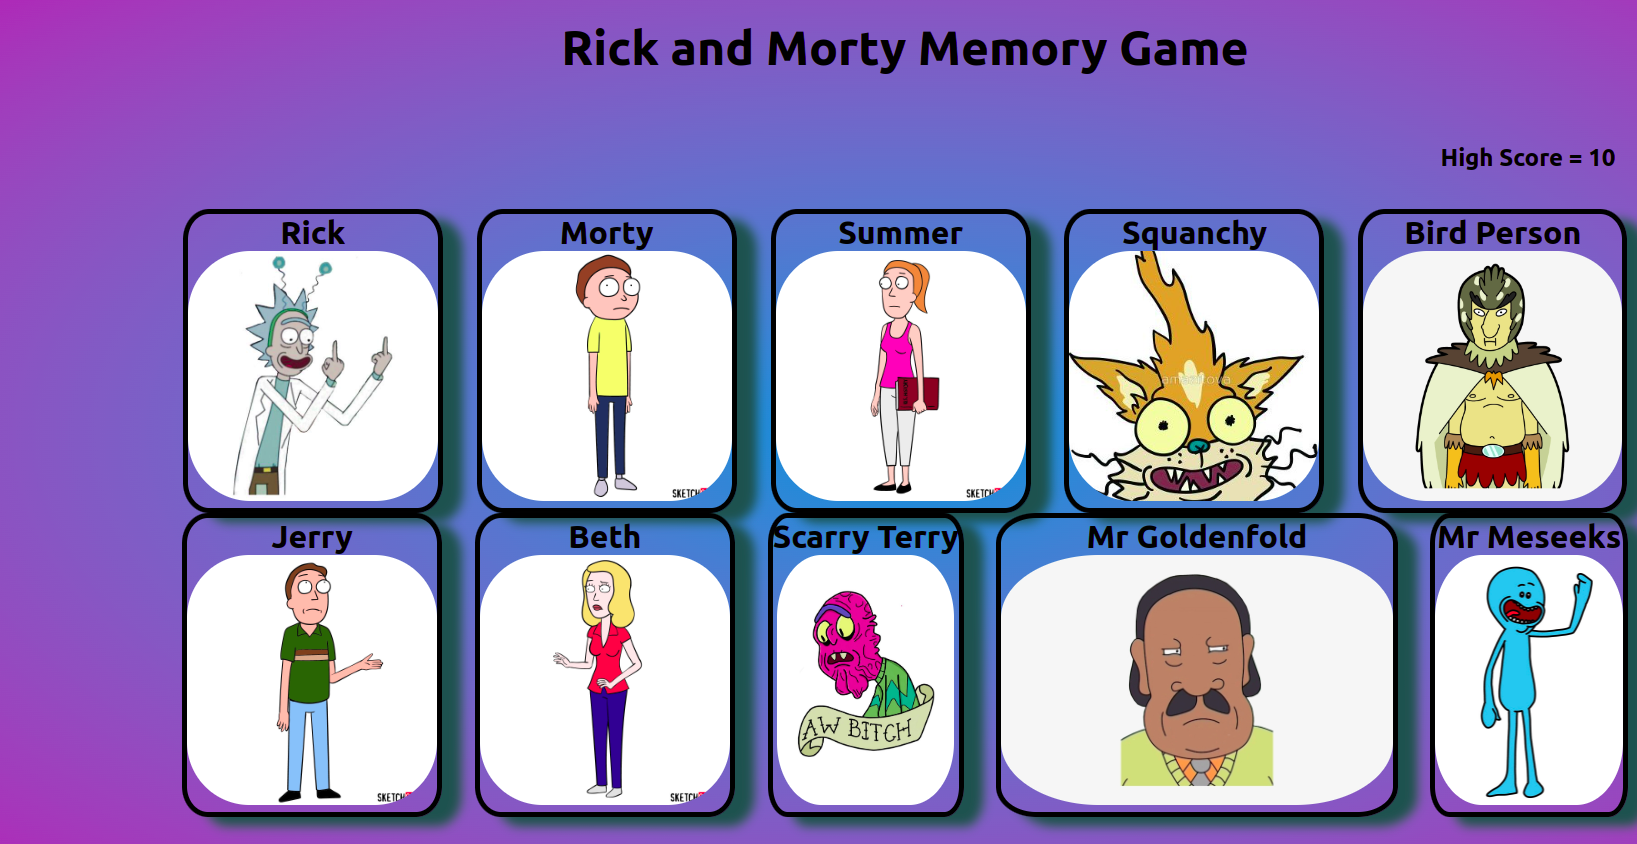 Rick and Morty Memory Game
High Score = 10
Rick
Morty
Summer
Squanchy
Bird Person
SKETCH
SKETCH
Jerry
Beth
Scarry Terry
Mr Goldenfold
Mr Meseeks
AW BITCH
SKETCH
SKETCH